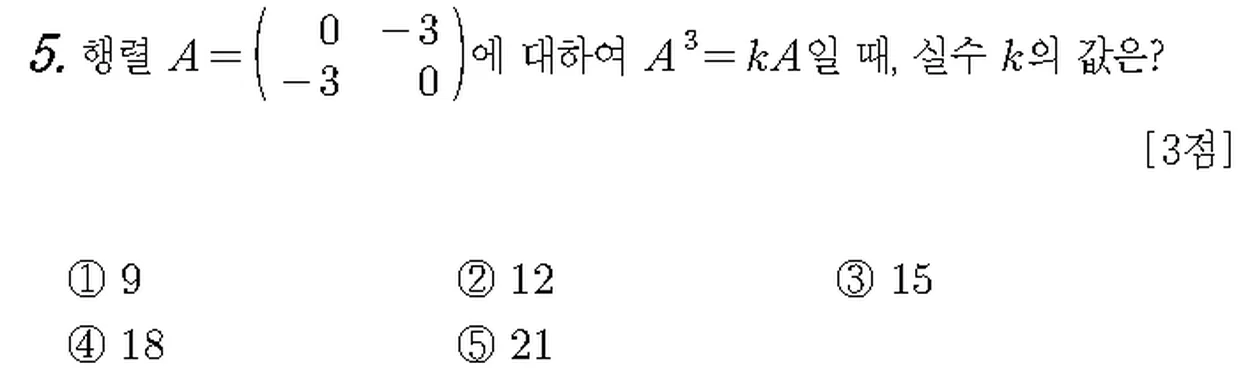 5. 행렬 A=( 0 -3
-3 0 )에 대하여 A³=kA일 때, 실수 k의 값은?
[3점]
① 9 ② 12 ③ 15
④ 18 ⑤ 21